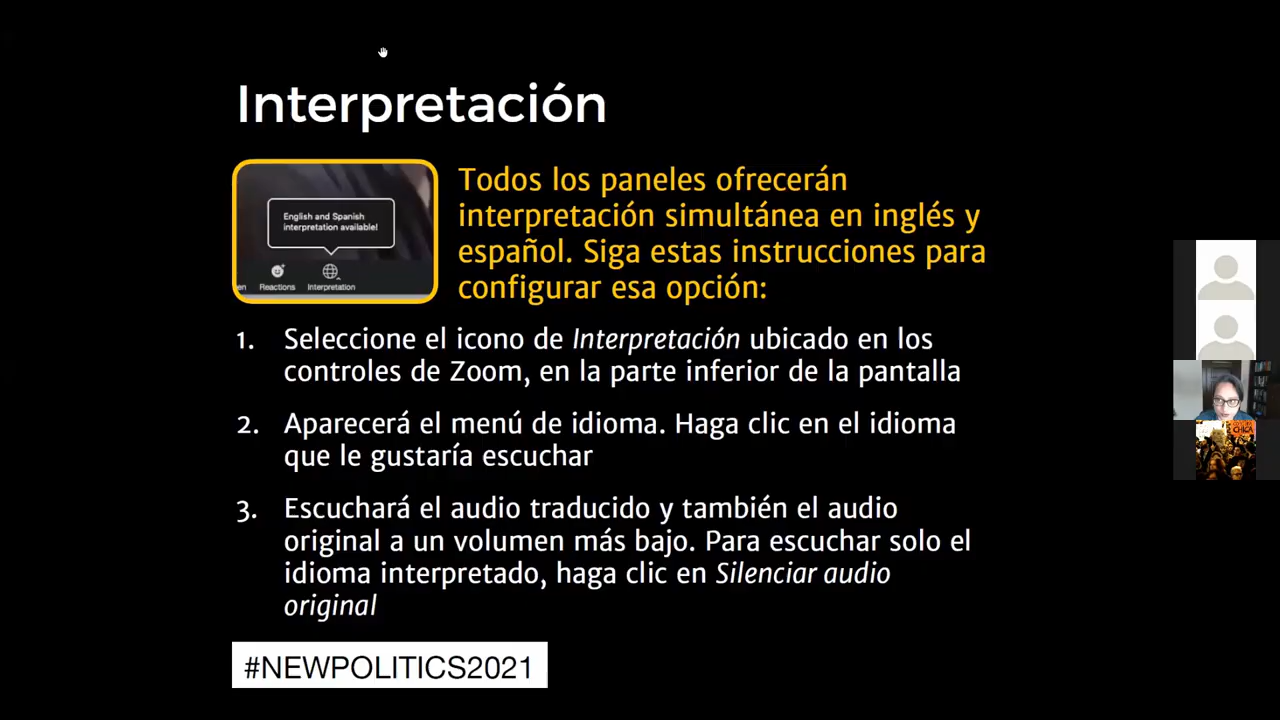 Interpretación
English and Spanish
interpretation available!
en
Reactions
Interpretation
Todos los paneles ofrecerán
interpretación simultánea en inglés y
español. Siga estas instrucciones para
configurar esa opción:
1. Seleccione el icono de Interpretación ubicado en los
controles de Zoom, en la parte inferior de la pantalla
2. Aparecerá el menú de idioma. Haga clic en el idioma
que le gustaría escuchar
3. Escuchará el audio traducido y también el audio
original a un volumen más bajo. Para escuchar solo el
idioma interpretado, haga clic en Silenciar audio
original
#NEWPOLITICS2021
CHICA